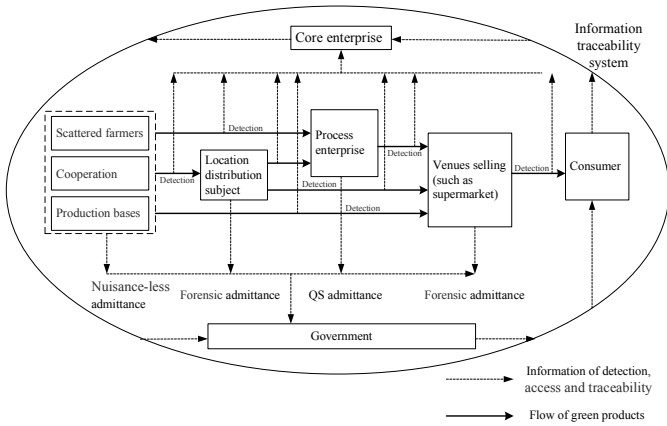 Core enterprise
Information
traceability
system
Scattered farmers
Detection
Process
enterprise
Detection
Cooperation
Detection
Location
distribution
subject
Detection
Venues selling
(such as
supermarket)
Detection
Consumer
Production bases
Detection
Nuisance-less
admittance
Forensic admittance
QS admittance
Forensic admittance
Government
Information of detection,
access and traceability
Flow of green products